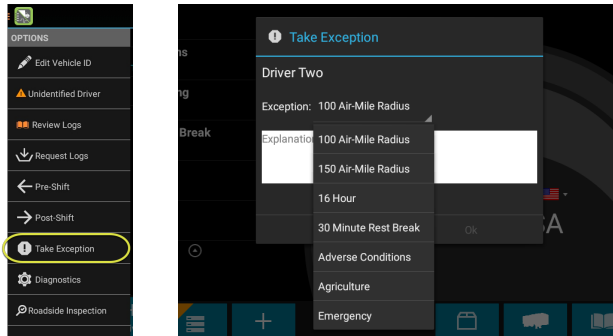 OPTIONS
Edit Vehicle ID
Unidentified Driver
Review Logs
Request Logs
Pre-Shift
Post-Shift
Take Exception
Diagnostics
Roadside Inspection
Take Exception
Driver Two
Exception: 100 Air-Mile Radius
Explanation
100 Air-Mile Radius
150 Air-Mile Radius
16 Hour
30 Minute Rest Break
Adverse Conditions
Agriculture
Emergency
Ok
Break